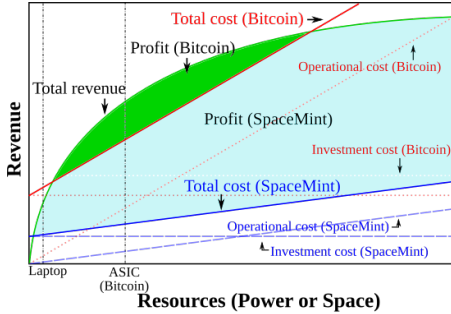 Total cost (Bitcoin)
Profit (Bitcoin)
Operational cost (Bitcoin)
Total revenue
Profit (SpaceMint)
Investment cost (Bitcoin)
Total cost (SpaceMint)
Operational cost (SpaceMint)
Investment cost (SpaceMint)
Revenue
Laptop
ASIC
(Bitcoin)
Resources (Power or Space)